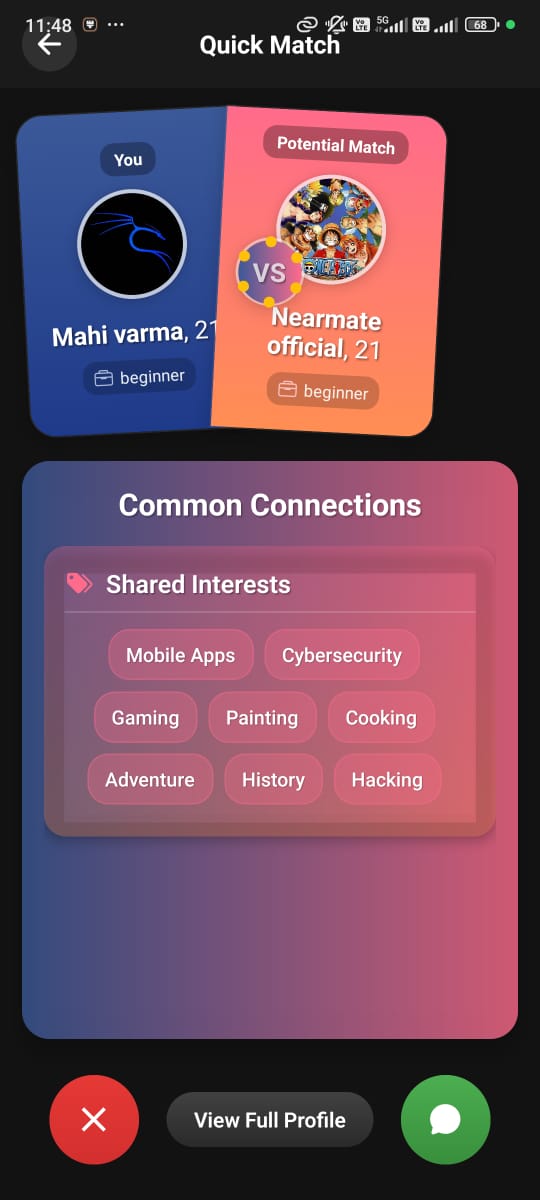 11:48
5G
68
Quick Match
You
Potential Match
VS
Mahi varma, 21
Nearmate
official, 21
beginner
beginner
Common Connections
Shared Interests
Mobile Apps
Cybersecurity
Gaming
Painting
Cooking
Adventure
History
Hacking
View Full Profile